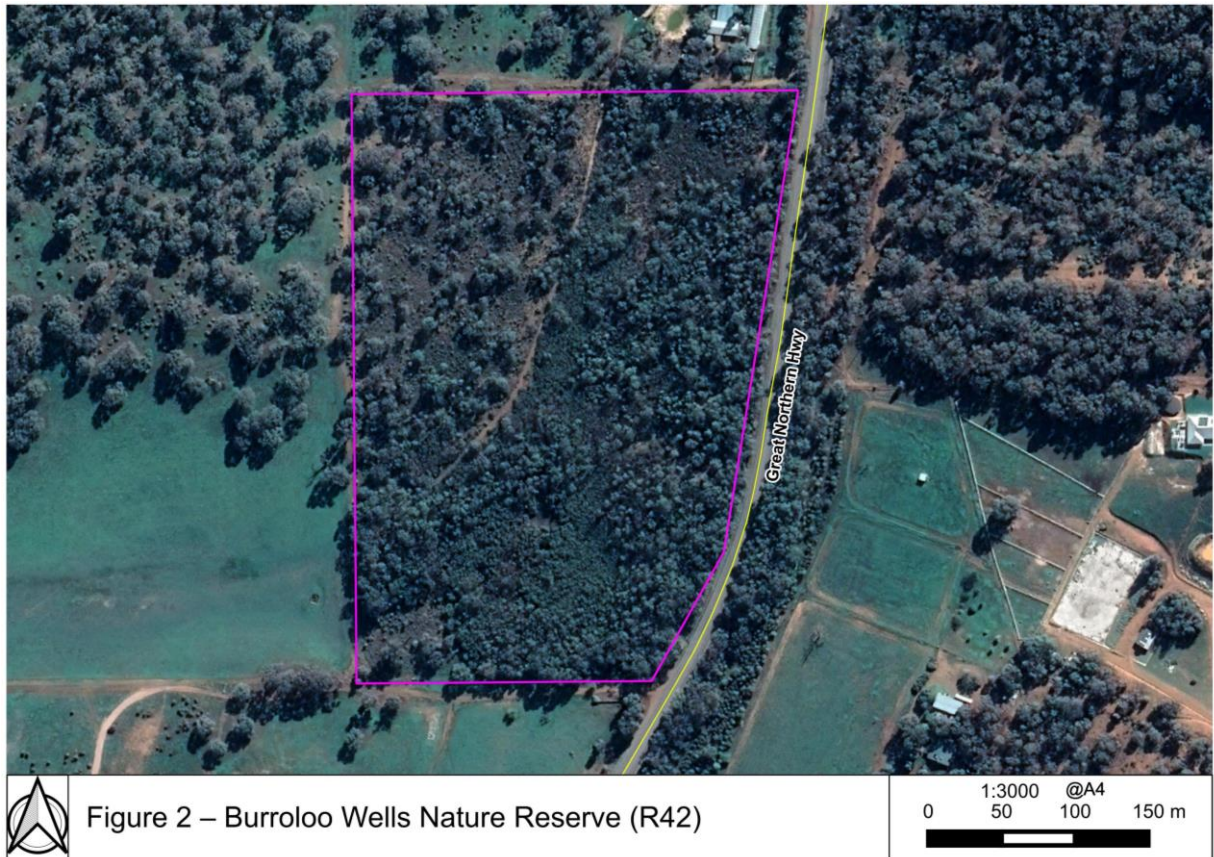 Great Northern Hwy
Figure 2 – Burroloo Wells Nature Reserve (R42)
1:3000 @A4
0 50 100 150 m